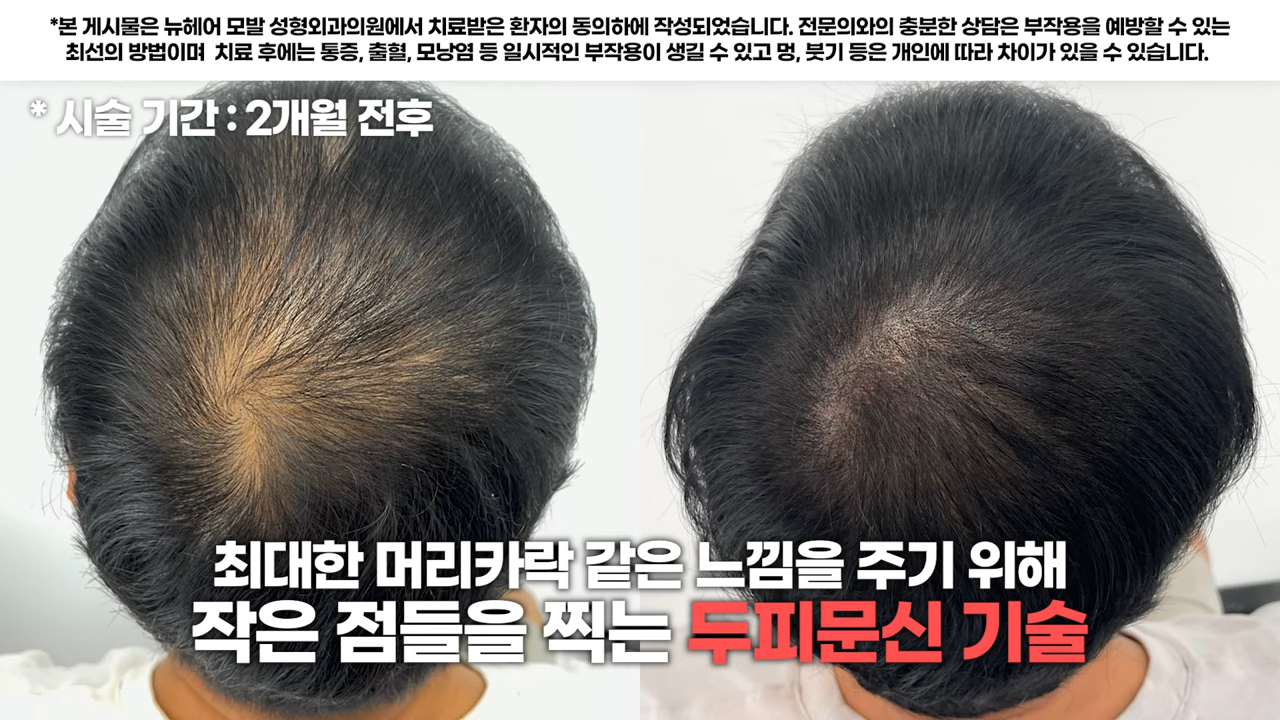 *본 게시물은 뉴헤어 모발 성형외과의원에서 치료받은 환자의 동의하에 작성되었습니다. 전문의와의 충분한 상담은 부작용을 예방할 수 있는
최선의 방법이며 치료 후에는 통증, 출혈, 모낭염 등 일시적인 부작용이 생길 수 있고 멍, 붓기 등은 개인에 따라 차이가 있을 수 있습니다.
* 시술 기간 : 2개월 전후
최대한 머리카락 같은 느낌을 주기 위해
작은 점들을 찍는 두피문신 기술